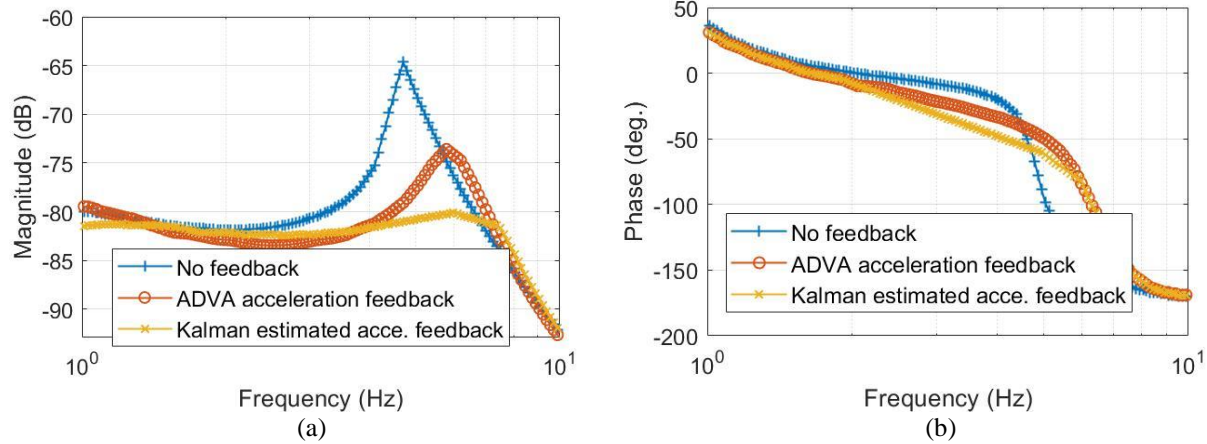 -60
-65
-70
-75
-80
-85
-90
Magnitude (dB)
No feedback
ADVA acceleration feedback
Kalman estimated acce. feedback
10^0
10^1
Frequency (Hz)
(a)
50
0
-50
-100
-150
-200
Phase (deg.)
No feedback
ADVA acceleration feedback
Kalman estimated acce. feedback
10^0
10^1
Frequency (Hz)
(b)